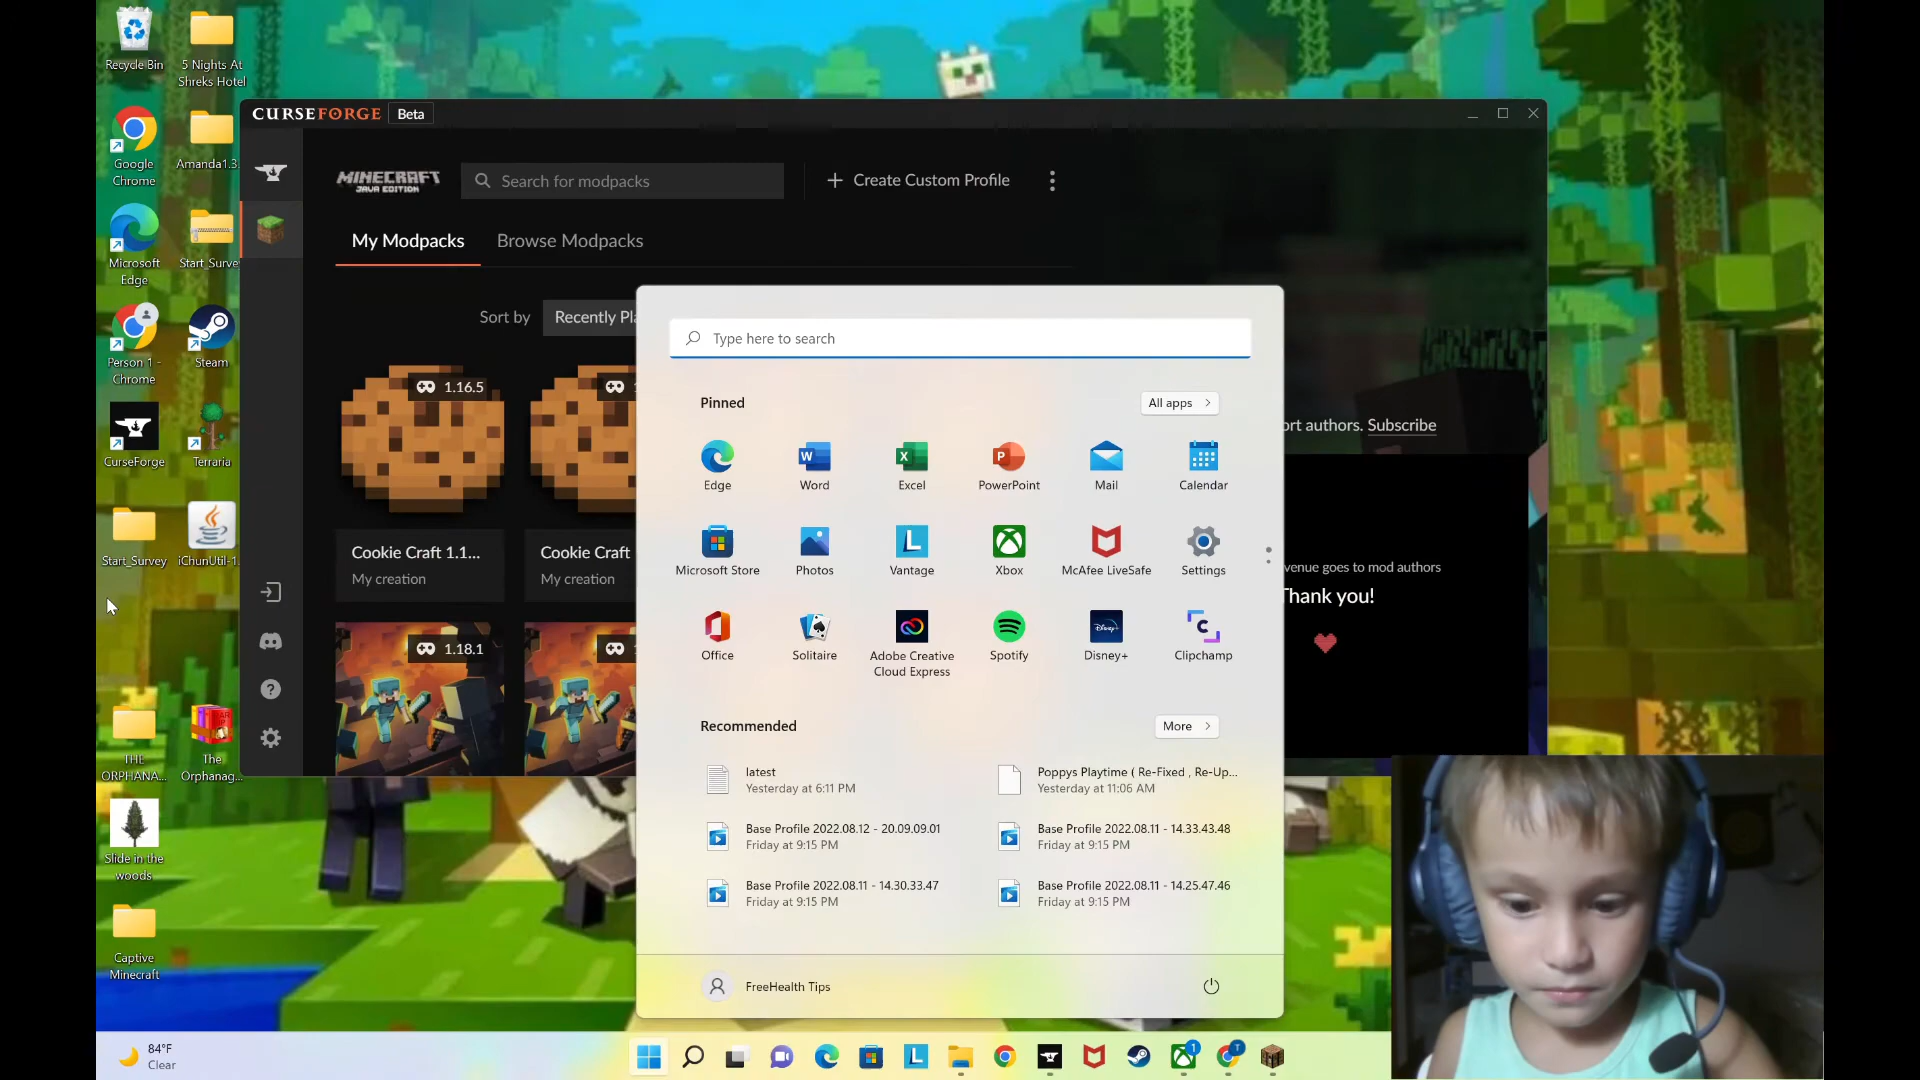 Recycle Bin
5 Nights At
Shreks Hotel
Google
Chrome
Amanda1.3.
Microsoft
Edge
Start_Surve
Person 1 -
Chrome
Steam
CurseForge
Terraria
Start_Survey
iChunUtil-1.
THE
ORPHANA...
The
Orphanag...
Slide in the
woods
Captive
Minecraft
CURSEFORGE Beta
MINECRAFT
JAVA EDITION
Search for modpacks
Create Custom Profile
My Modpacks
Browse Modpacks
Sort by
Recently Pla
1.16.5
Cookie Craft 1.1...
My creation
Cookie Craft
My creation
1.18.1
ort authors. Subscribe
venue goes to mod authors
Thank you!
Type here to search
Pinned
All apps
Edge
Word
Excel
PowerPoint
Mail
Calendar
Microsoft Store
Photos
Vantage
Xbox
McAfee LiveSafe
Settings
Office
Solitaire
Adobe Creative
Cloud Express
Spotify
Disney+
Clipchamp
Recommended
More
latest
Yesterday at 6:11 PM
Poppys Playtime ( Re-Fixed , Re-Up...
Yesterday at 11:06 AM
Base Profile 2022.08.12 - 20.09.09.01
Friday at 9:15 PM
Base Profile 2022.08.11 - 14.33.43.48
Friday at 9:15 PM
Base Profile 2022.08.11 - 14.30.33.47
Friday at 9:15 PM
Base Profile 2022.08.11 - 14.25.47.46
Friday at 9:15 PM
FreeHealth Tips
84°F
Clear